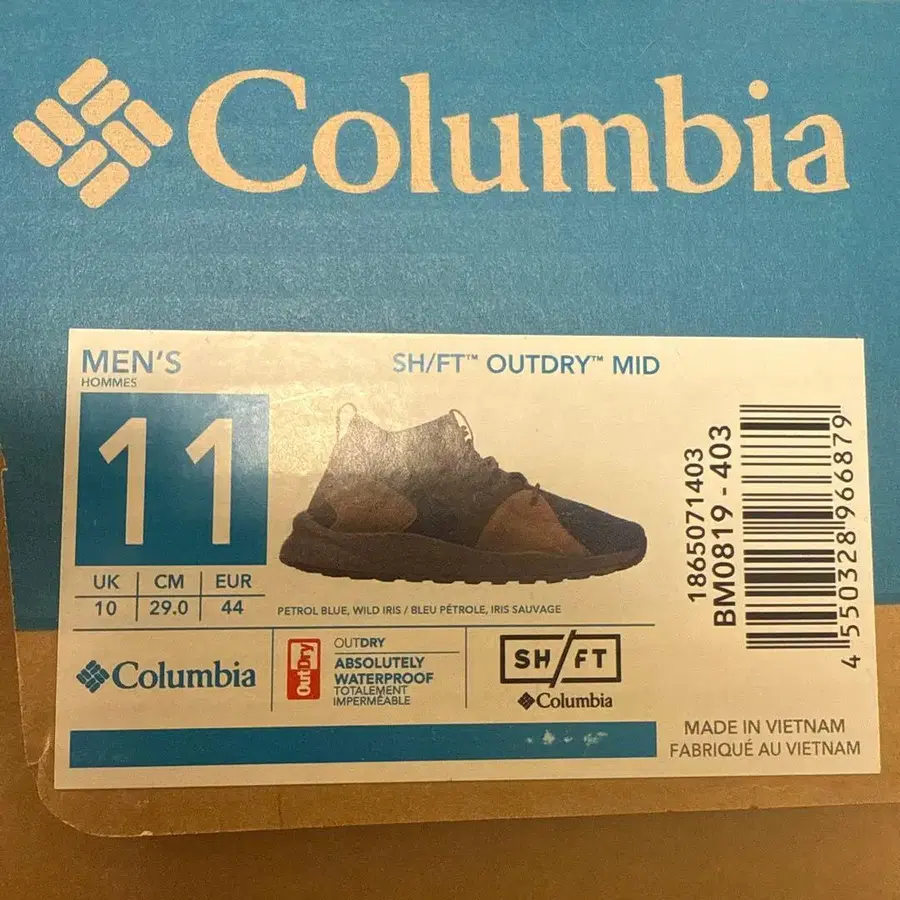 Columbia
MEN'S
HOMMES
SH/FT™ OUTDRY™ MID
11
UK CM EUR
10 29.0 44
PETROL BLUE, WILD IRIS / BLEU PÉTROLE, IRIS SAUVAGE
1865071403
BM0819 - 403
4 550328 966879
Columbia
OutDry
OUTDRY
ABSOLUTELY
WATERPROOF
TOTALEMENT
IMPERMÉABLE
SH/FT
Columbia
MADE IN VIETNAM
FABRIQUÉ AU VIETNAM